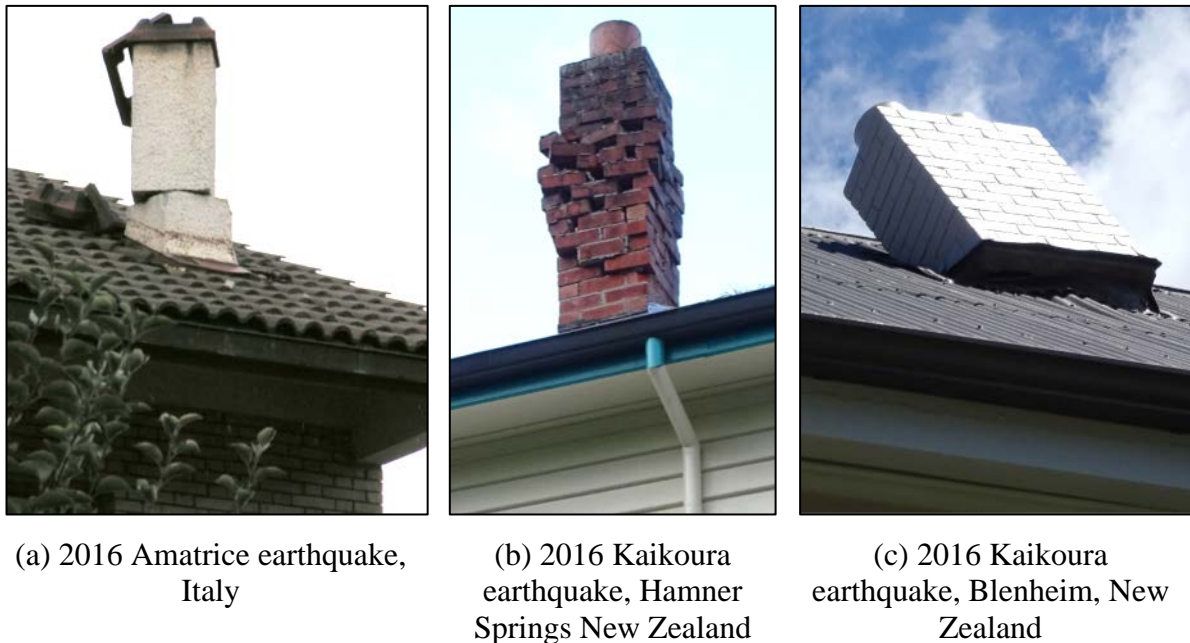 (a) 2016 Amatrice earthquake,
Italy
(b) 2016 Kaikoura
earthquake, Hamner
Springs New Zealand
(c) 2016 Kaikoura
earthquake, Blenheim, New
Zealand